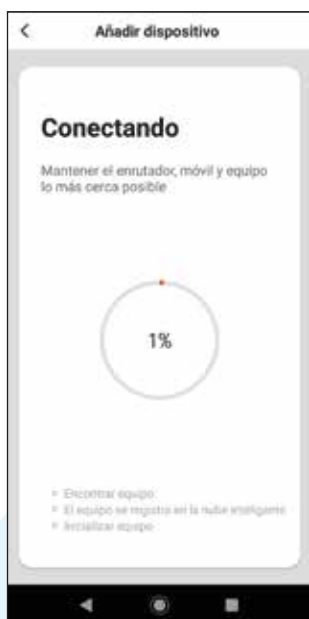 Añadir dispositivo
Conectando
Mantener el enrutador, móvil y equipo
lo más cerca posible
1%
Encontrar equipo
El equipo se registra en la nube inteligente
Inicializar equipo